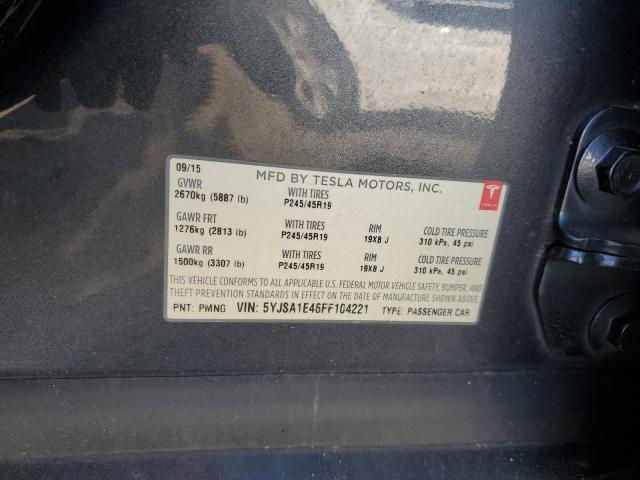 09/15 MFD BY TESLA MOTORS, INC.
GVWR WITH TIRES
2670kg (5887 lb) P245/45R19
TESLA
GAWR FRT WITH TIRES RIM COLD TIRE PRESSURE
1276kg (2813 lb) P245/45R19 19X8 J 310 kPa, 45 psi
GAWR RR WITH TIRES RIM COLD TIRE PRESSURE
1500kg (3307 lb) P245/45R19 19X8 J 310 kPa, 45 psi
THIS VEHICLE CONFORMS TO ALL APPLICABLE U.S. FEDERAL MOTOR VEHICLE SAFETY, BUMPER, AND
THEFT PREVENTION STANDARDS IN EFFECT ON THE DATE OF MANUFACTURE SHOWN ABOVE.
PNT: PMNG VIN: 5YJSA1E46FF104221 TYPE: PASSENGER CAR